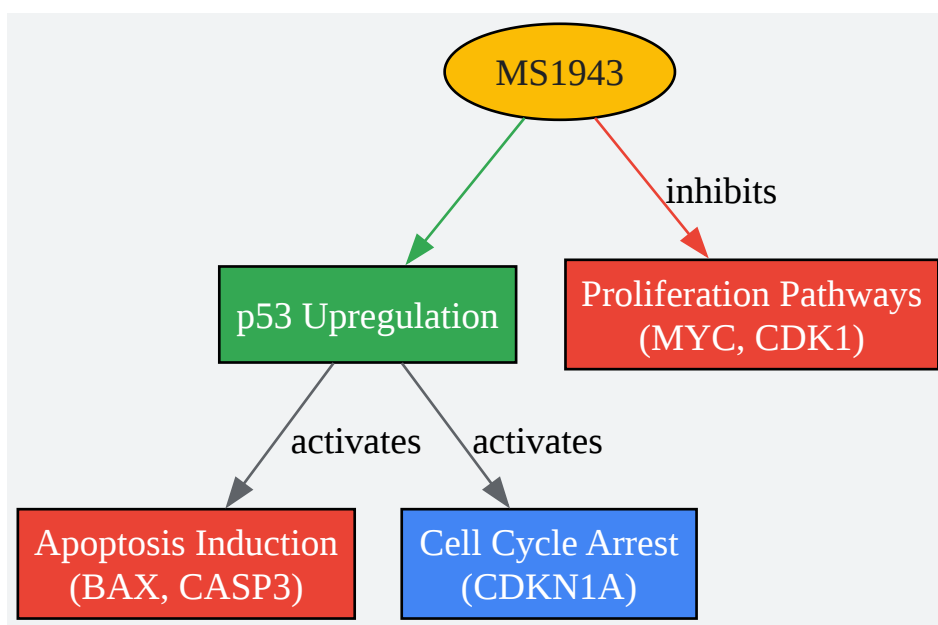 MS1943
inhibits
p53 Upregulation
Proliferation Pathways
(MYC, CDK1)
activates
activates
Apoptosis Induction
(BAX, CASP3)
Cell Cycle Arrest
(CDKN1A)